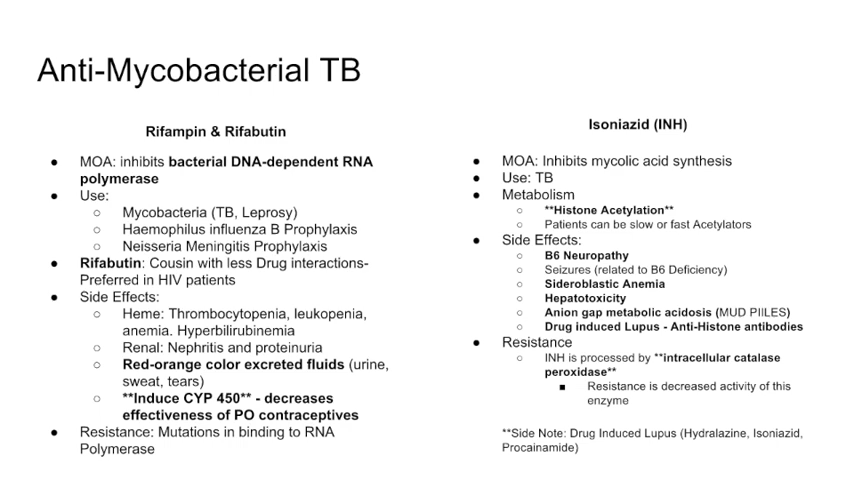 Anti-Mycobacterial TB
Rifampin & Rifabutin
● MOA: inhibits bacterial DNA-dependent RNA
polymerase
● Use:
○ Mycobacteria (TB, Leprosy)
○ Haemophilus influenza B Prophylaxis
○ Neisseria Meningitis Prophylaxis
● Rifabutin: Cousin with less Drug interactions-
Preferred in HIV patients
● Side Effects:
○ Heme: Thrombocytopenia, leukopenia,
anemia. Hyperbilirubinemia
○ Renal: Nephritis and proteinuria
○ Red-orange color excreted fluids (urine,
sweat, tears)
○ **Induce CYP 450** - decreases
effectiveness of PO contraceptives
● Resistance: Mutations in binding to RNA
Polymerase
Isoniazid (INH)
● MOA: Inhibits mycolic acid synthesis
● Use: TB
● Metabolism
○ **Histone Acetylation**
○ Patients can be slow or fast Acetylators
● Side Effects:
○ B6 Neuropathy
○ Seizures (related to B6 Deficiency)
○ Sideroblastic Anemia
○ Hepatotoxicity
○ Anion gap metabolic acidosis (MUD PIILES)
○ Drug induced Lupus - Anti-Histone antibodies
● Resistance
○ INH is processed by **intracellular catalase
peroxidase**
■ Resistance is decreased activity of this
enzyme
**Side Note: Drug Induced Lupus (Hydralazine, Isoniazid,
Procainamide)